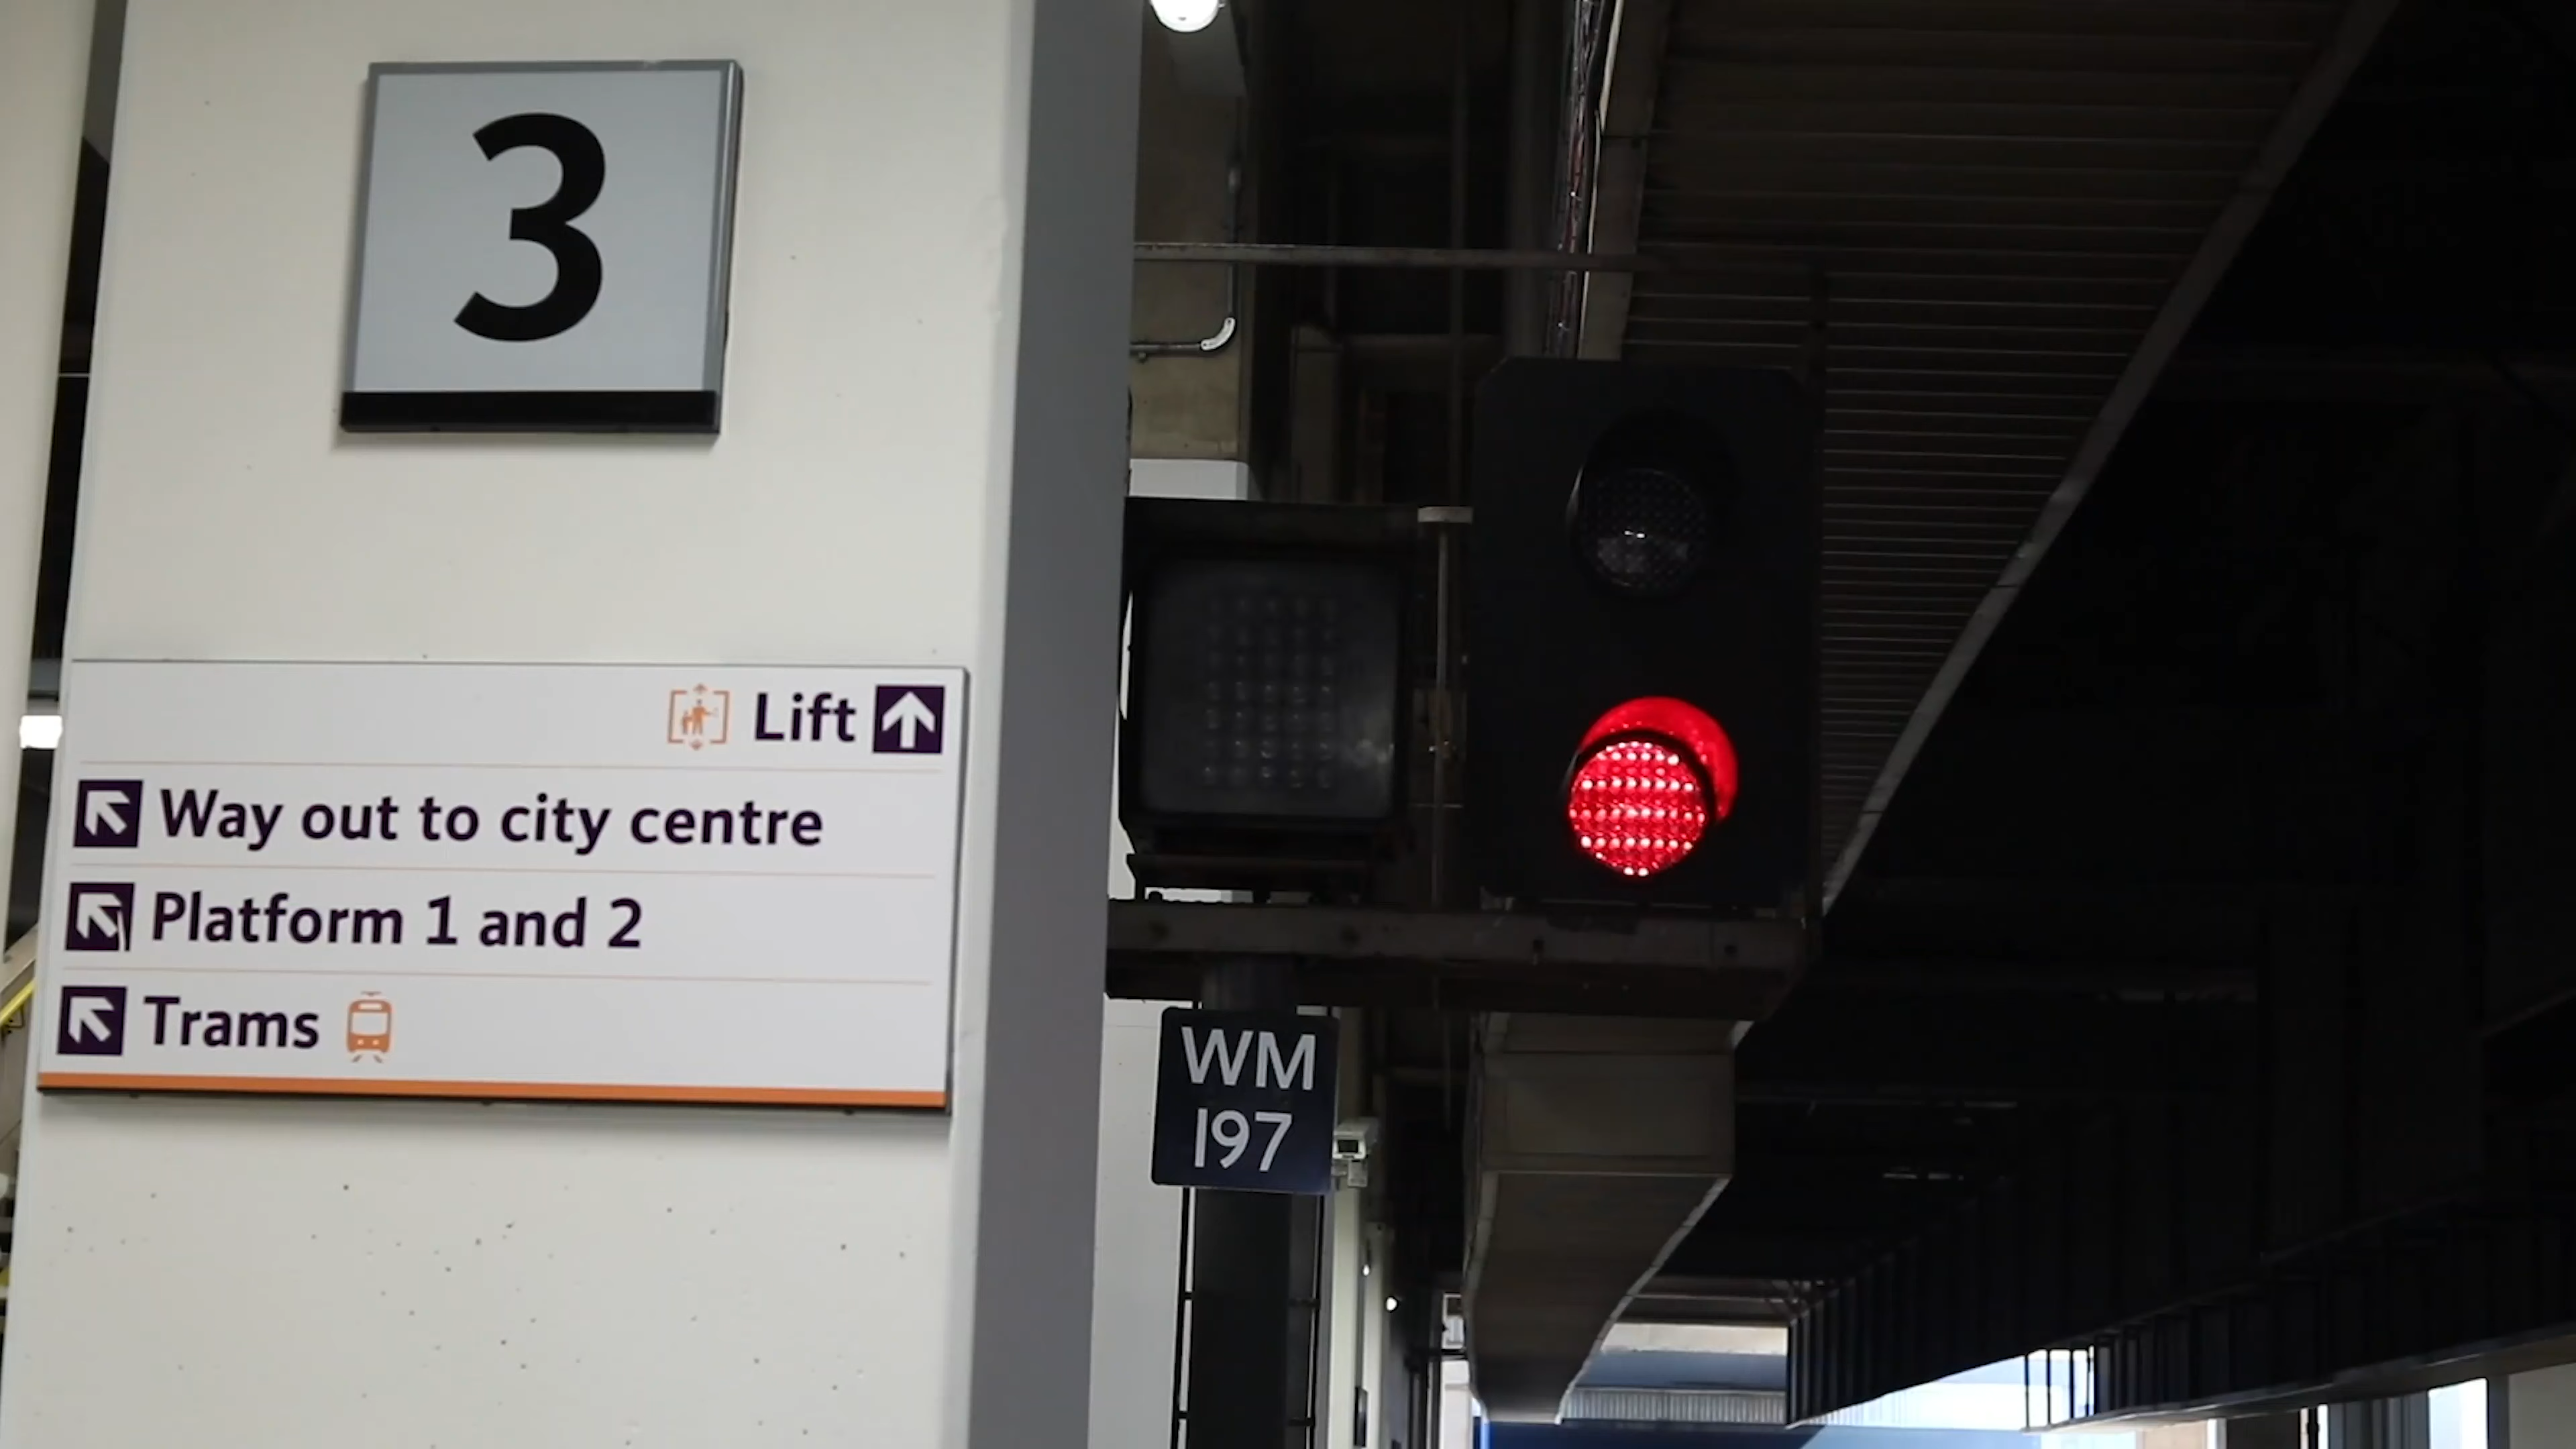 3
Lift
Way out to city centre
Platform 1 and 2
Trams
WM
197